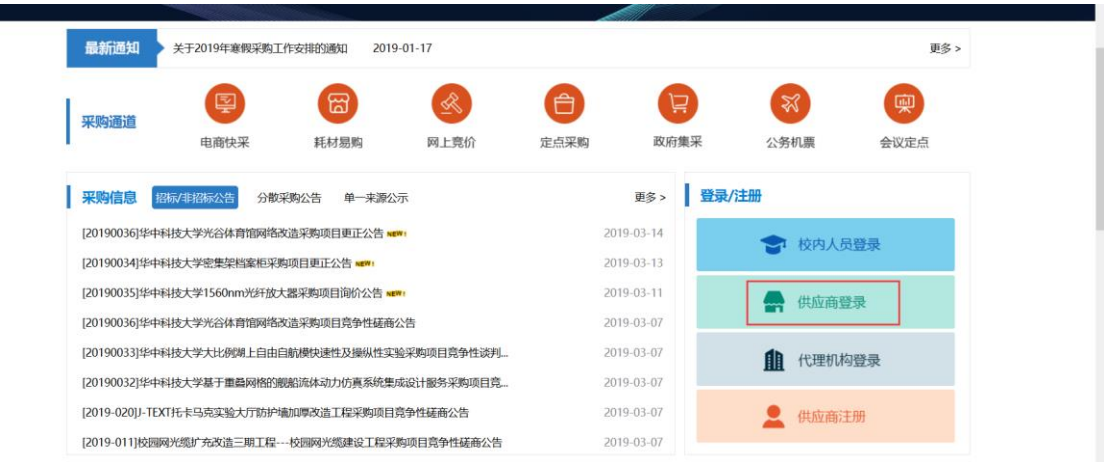 最新通知 关于2019年寒假采购工作安排的通知 2019-01-17 更多 >
采购通道
电商快采 耗材易购 网上竞价 定点采购 政府集采 公务机票 会议定点
采购信息 招标/非招标公告 分散采购公告 单一来源公示 更多 >
[20190036]华中科技大学光谷体育馆网络改造采购项目更正公告 NEW! 2019-03-14
[20190034]华中科技大学密集架档案柜采购项目更正公告 NEW! 2019-03-13
[20190035]华中科技大学1560nm光纤放大器采购项目询价公告 NEW! 2019-03-11
[20190036]华中科技大学光谷体育馆网络改造采购项目竞争性磋商公告 2019-03-07
[20190033]华中科技大学大比例湖上自由自航模快速性及操纵性实验采购项目竞争性谈判... 2019-03-07
[20190032]华中科技大学基于重叠网格的舰船流体动力仿真系统集成设计服务采购项目竞... 2019-03-07
[2019-020]J-TEXT托卡马克实验大厅防护墙加厚改造工程采购项目竞争性磋商公告 2019-03-07
[2019-011]校园网光缆扩充改造三期工程---校园网光缆建设工程采购项目竞争性磋商公告 2019-03-07
登录/注册
校内人员登录
供应商登录
代理机构登录
供应商注册